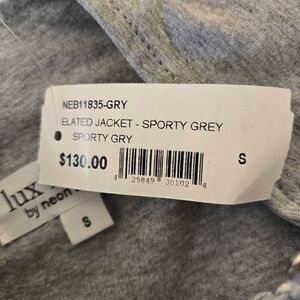 NEB11835-GRY
ELATED JACKET - SPORTY GREY
SPORTY GRY
$130.00
S
4 25849 30102 4
lux
by neon
S